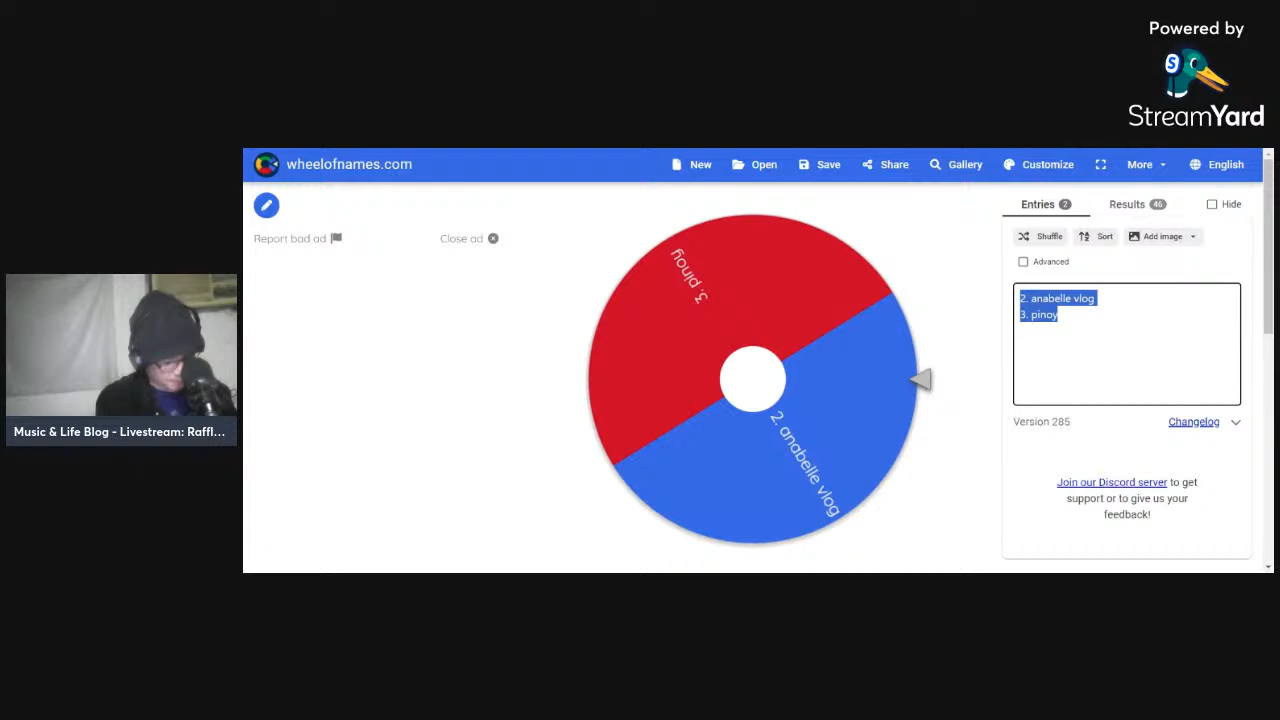 Powered by
StreamYard
wheelofnames.com
New
Open
Save
Share
Gallery
Customize
More
English
Entries 2
Results 46
Hide
Report bad ad
Close ad
Shuffle
Sort
Add image
Advanced
2. anabelle vlog
3. pinoy
3. pinoy
2. anabelle vlog
Version 285
Changelog
Join our Discord server to get
support or to give us your
feedback!
Music & Life Blog - Livestream: Raffl...